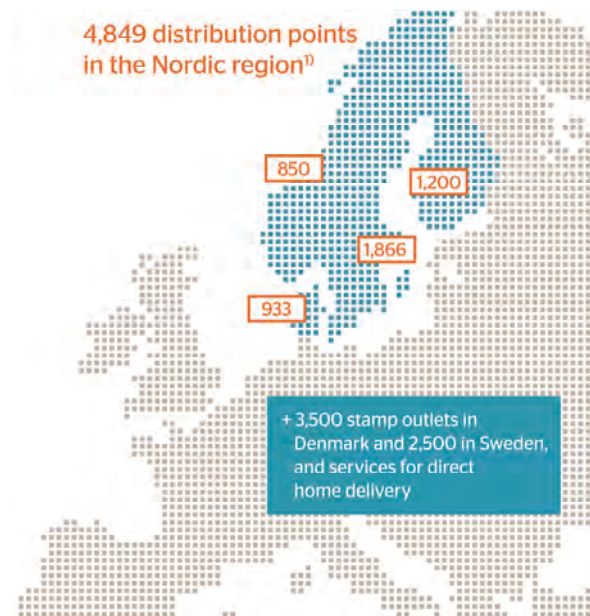 4,849 distribution points
in the Nordic region¹⁾
850
1,200
1,866
933
+ 3,500 stamp outlets in
Denmark and 2,500 in Sweden,
and services for direct
home delivery